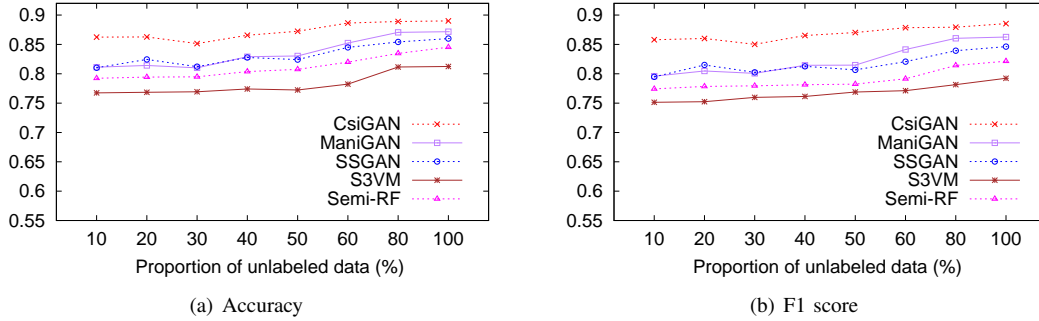 0.9
0.85
0.8
0.75
0.7
0.65
0.6
0.55
CsiGAN
ManiGAN
SSGAN
S3VM
Semi-RF
10 20 30 40 50 60 80 100
Proportion of unlabeled data (%)
(a) Accuracy
0.9
0.85
0.8
0.75
0.7
0.65
0.6
0.55
CsiGAN
ManiGAN
SSGAN
S3VM
Semi-RF
10 20 30 40 50 60 80 100
Proportion of unlabeled data (%)
(b) F1 score